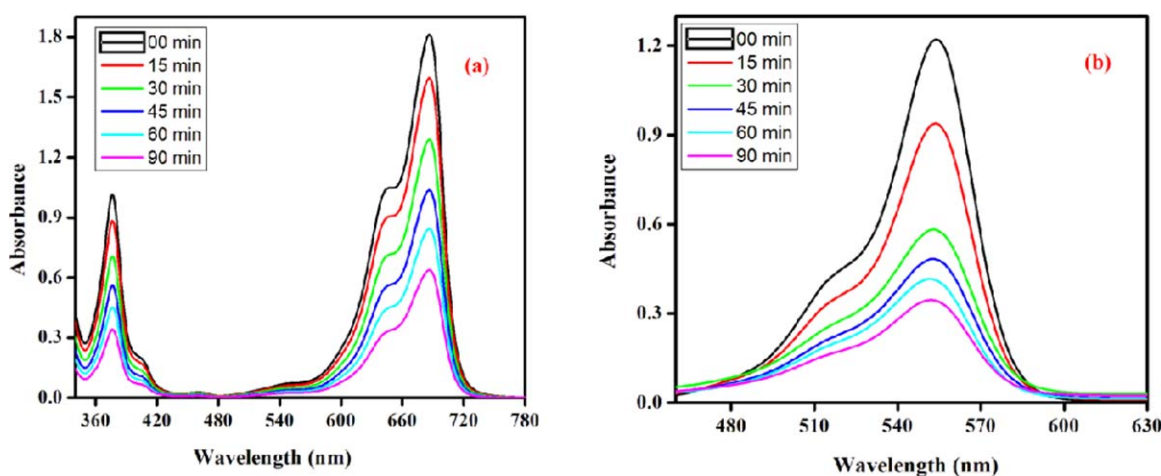 1.8
1.5
1.2
0.9
0.6
0.3
0.0
Absorbance
00 min
15 min
30 min
45 min
60 min
90 min
(a)
360 420 480 540 600 660 720 780
Wavelength (nm)
1.2
0.9
0.6
0.3
0.0
Absorbance
00 min
15 min
30 min
45 min
60 min
90 min
(b)
480 510 540 570 600 630
Wavelength (nm)